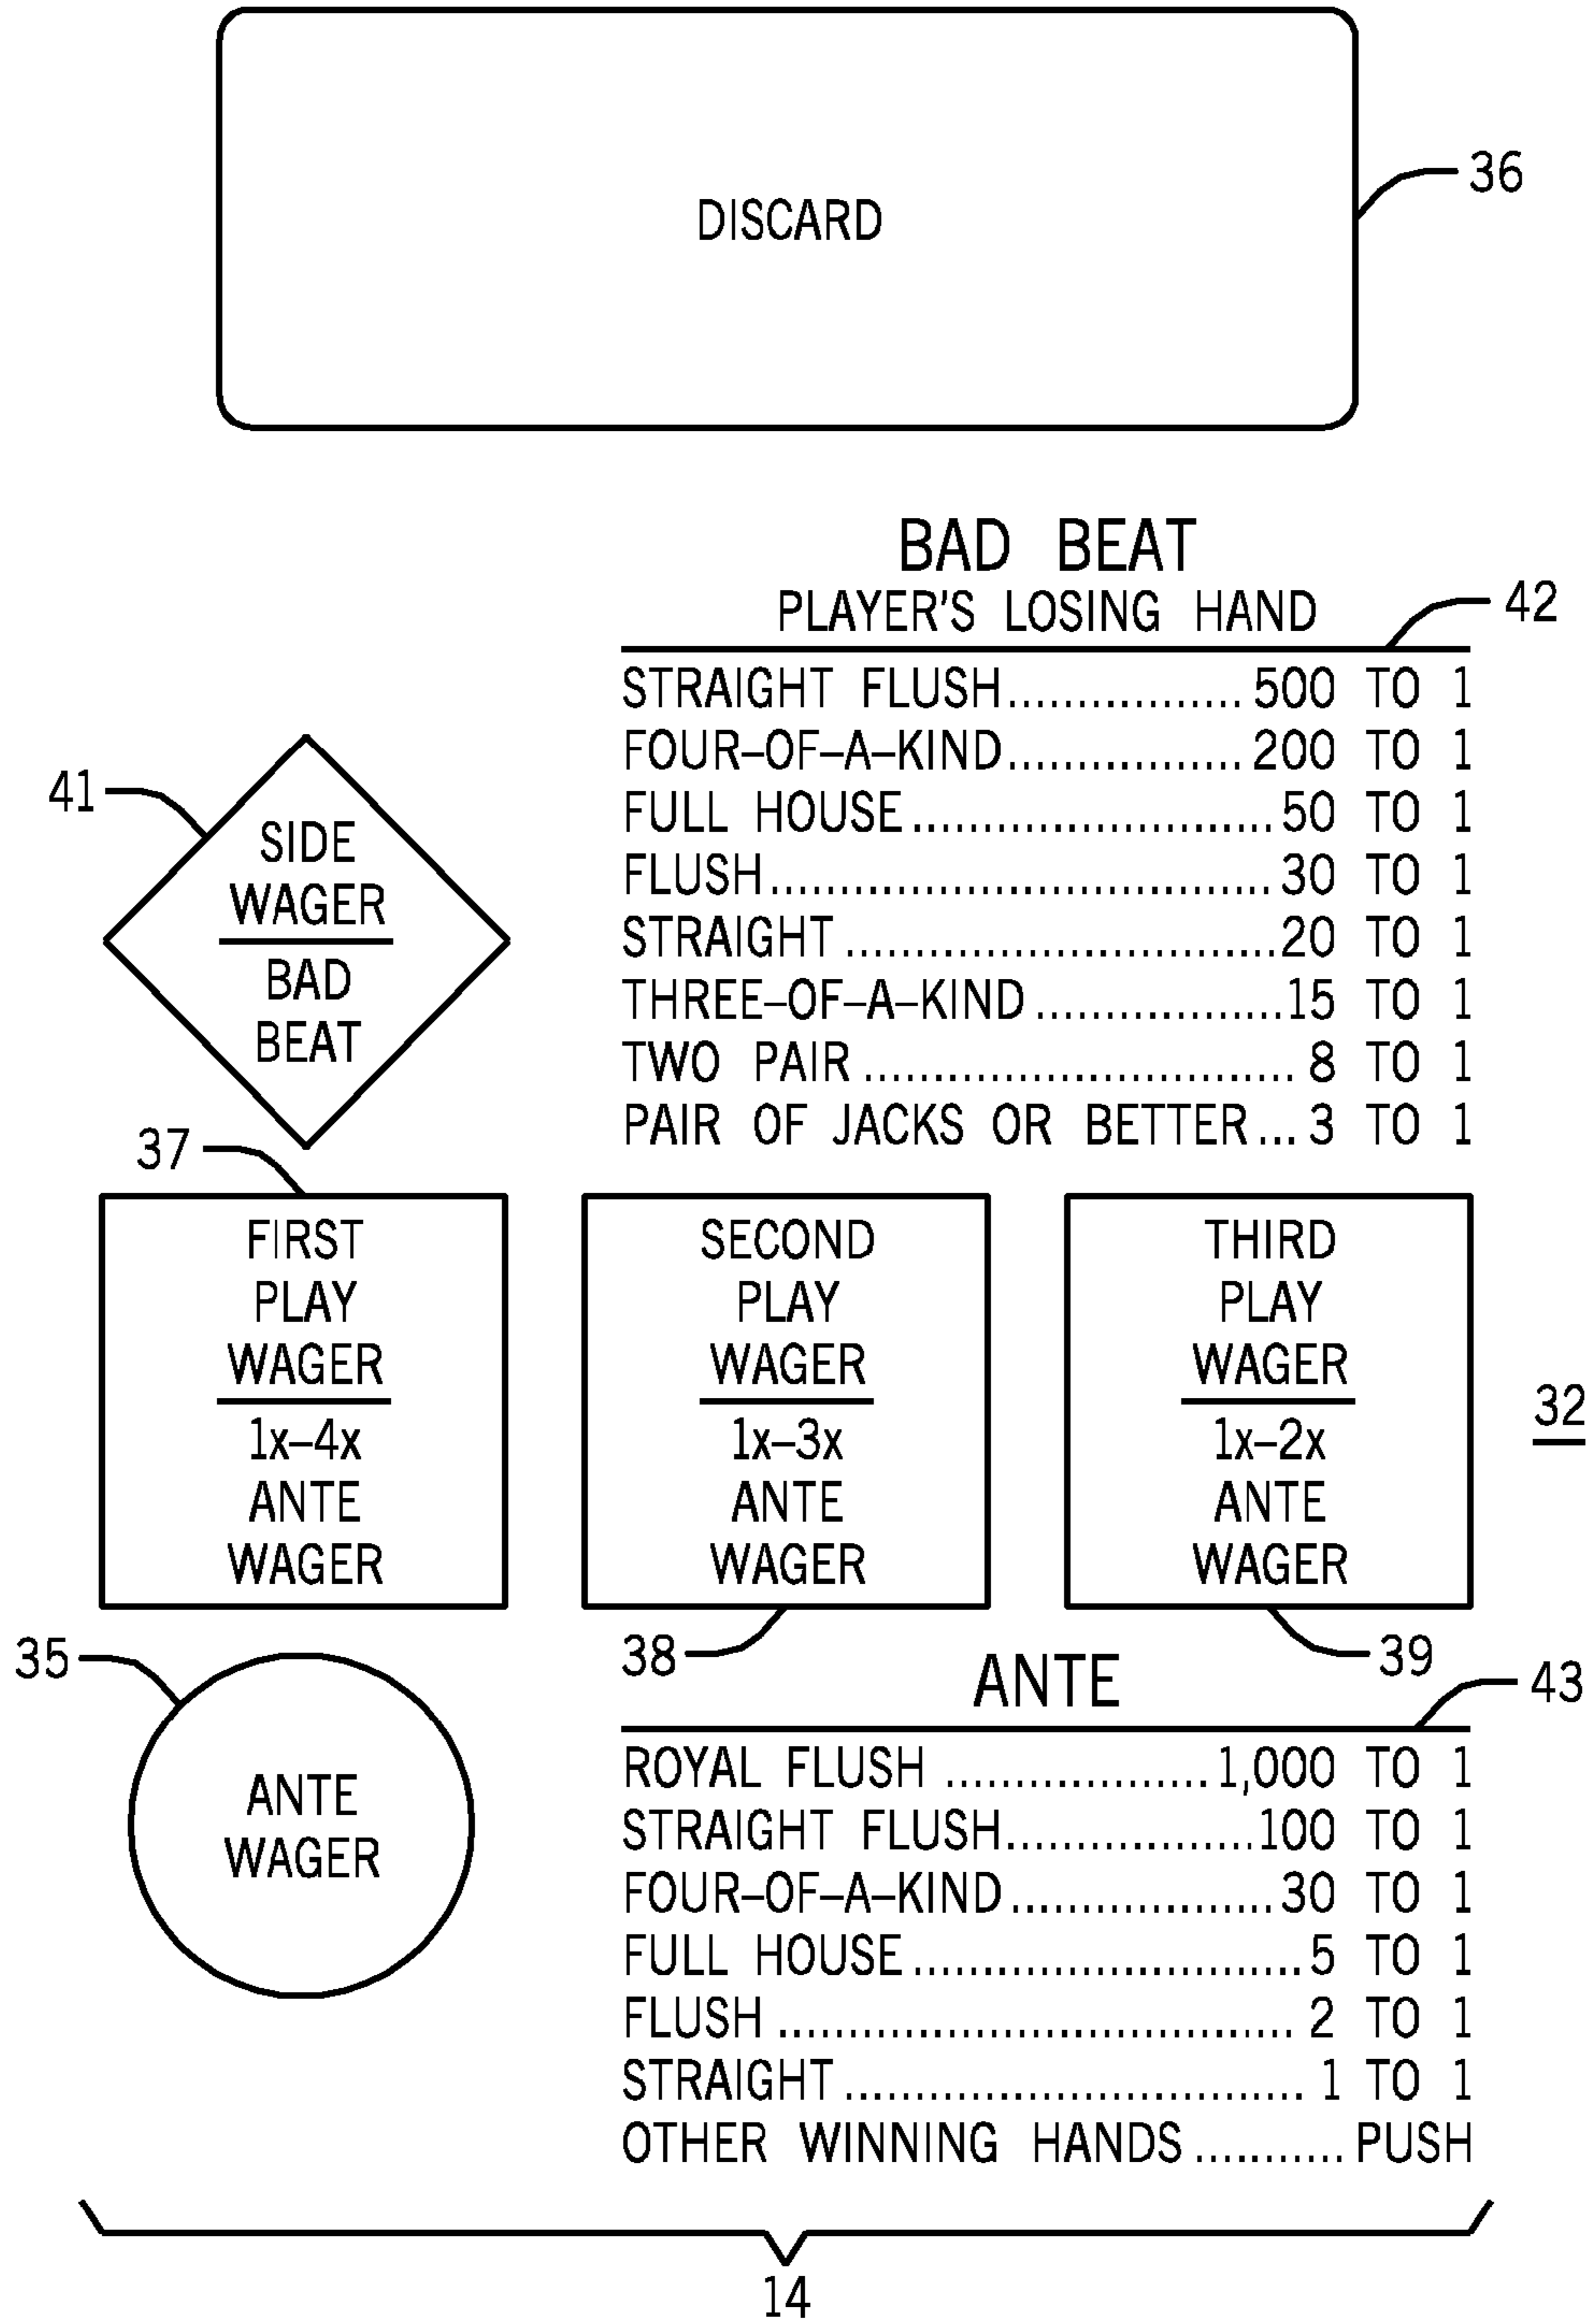 DISCARD
36
BAD BEAT
PLAYER'S LOSING HAND
42
STRAIGHT FLUSH.................500 TO 1
FOUR–OF–A–KIND.................200 TO 1
FULL HOUSE..........................50 TO 1
FLUSH....................................30 TO 1
STRAIGHT...............................20 TO 1
THREE–OF–A–KIND..................15 TO 1
TWO PAIR...............................8 TO 1
PAIR OF JACKS OR BETTER...3 TO 1
41
SIDE
WAGER
BAD
BEAT
37
FIRST
PLAY
WAGER
1x–4x
ANTE
WAGER
SECOND
PLAY
WAGER
1x–3x
ANTE
WAGER
38
THIRD
PLAY
WAGER
1x–2x
ANTE
WAGER
39
32
35
ANTE
WAGER
ANTE
43
ROYAL FLUSH...................1,000 TO 1
STRAIGHT FLUSH..................100 TO 1
FOUR–OF–A–KIND...................30 TO 1
FULL HOUSE............................5 TO 1
FLUSH.....................................2 TO 1
STRAIGHT.................................1 TO 1
OTHER WINNING HANDS...........PUSH
14